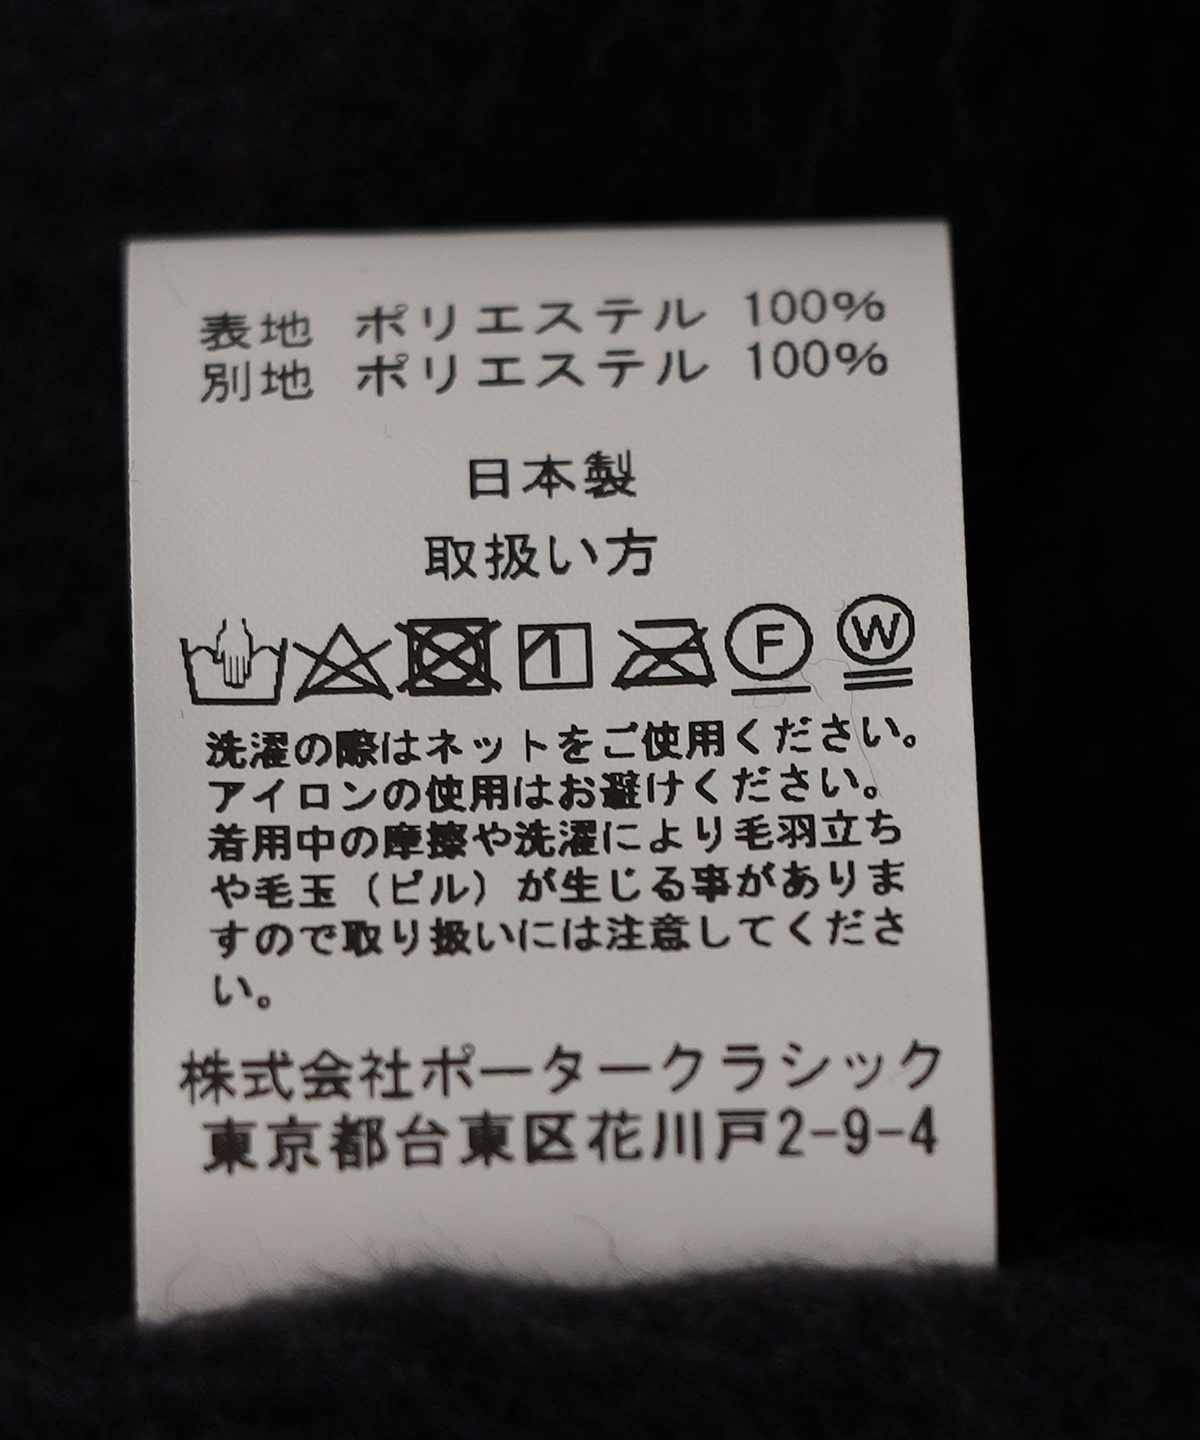 表地 ポリエステル 100%
別地 ポリエステル 100%
日本製
取扱い方
F W
洗濯の際はネットをご使用ください。
アイロンの使用はお避けください。
着用中の摩擦や洗濯により毛羽立ち
や毛玉（ピル）が生じる事がありま
すので取り扱いには注意してくださ
い。
株式会社ポータークラシック
東京都台東区花川戸2-9-4